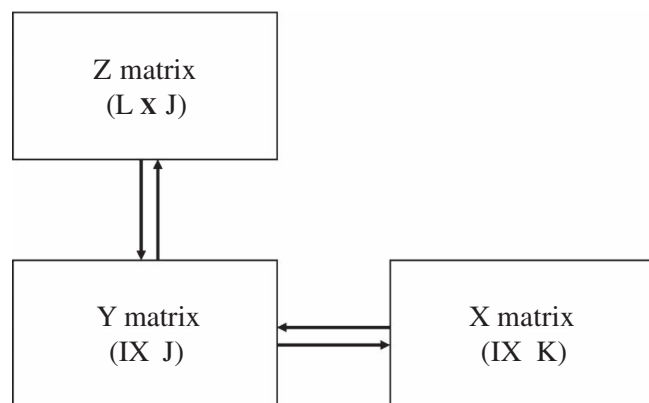 Z matrix
(L x J)
Y matrix
(IX J)
X matrix
(IX K)